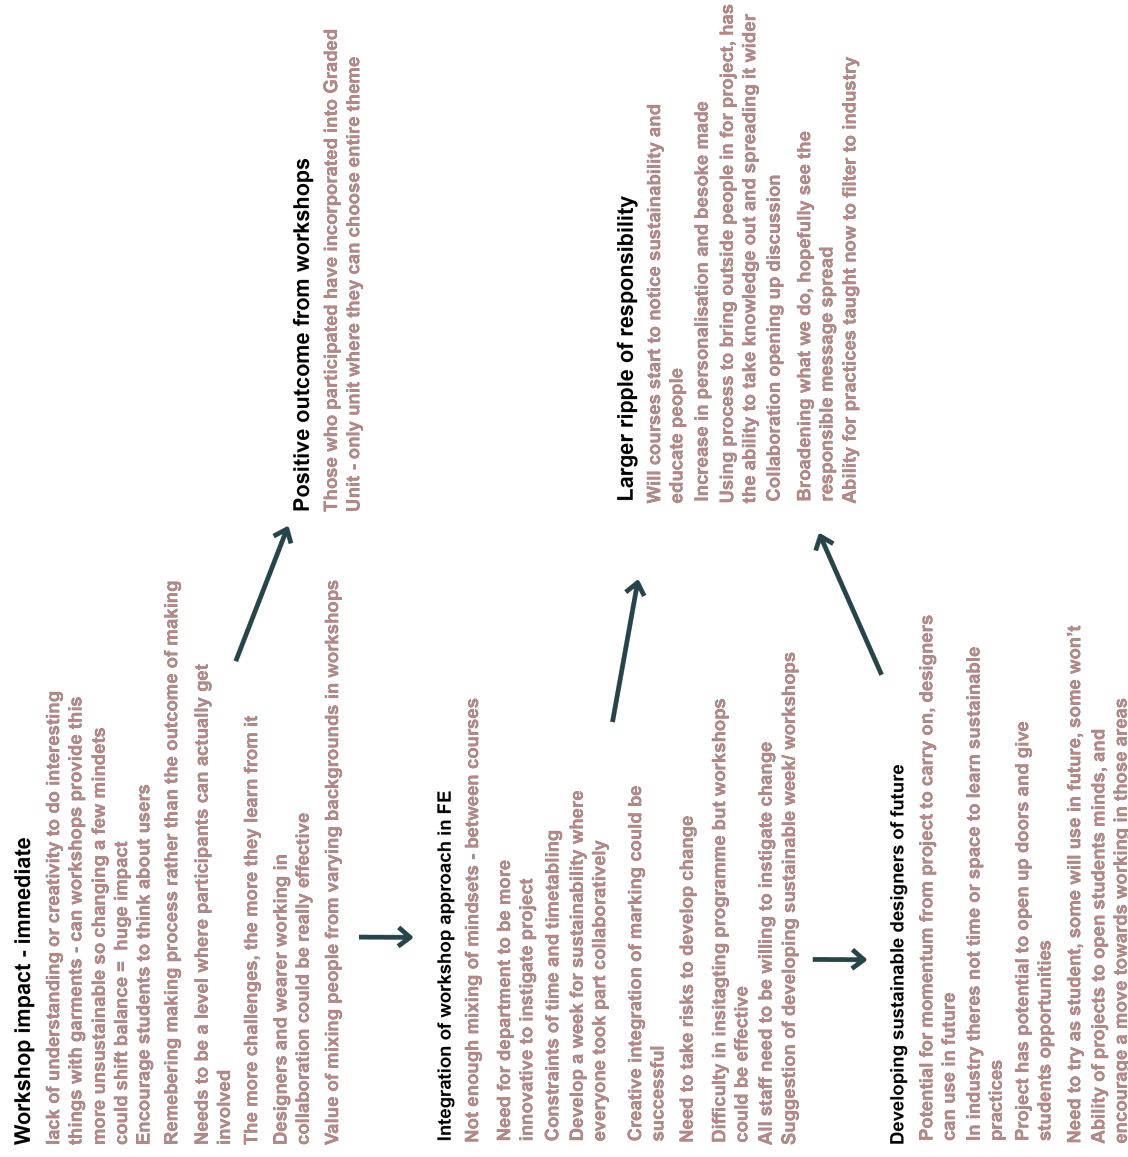 Workshop impact - immediate
lack of understanding or creativity to do interesting
things with garments - can workshops provide this
more unsustainable so changing a few mindets
could shift balance = huge impact
Encourage students to think about users
Remebering making process rather than the outcome of making
Needs to be a level where participants can actually get
involved
The more challenges, the more they learn from it
Designers and wearer working in
collaboration could be really effective
Value of mixing people from varying backgrounds in workshops
Positive outcome from workshops
Those who participated have incorporated into Graded
Unit - only unit where they can choose entire theme
Integration of workshop approach in FE
Not enough mixing of mindsets - between courses
Need for department to be more
innovative to instigate project
Constraints of time and timetabling
Develop a week for sustainability where
everyone took part collaboratively
Creative integration of marking could be
successful
Need to take risks to develop change
Difficulty in insitagting programme but workshops
could be effective
All staff need to be willing to instigate change
Suggestion of developing sustainable week/ workshops
Larger ripple of responsibility
Will courses start to notice sustainability and
educate people
Increase in personalisation and besoke made
Using process to bring outside people in for project, has
the ability to take knowledge out and spreading it wider
Collaboration opening up discussion
Broadening what we do, hopefully see the
responsible message spread
Ability for practices taught now to filter to industry
Developing sustainable designers of future
Potential for momentum from project to carry on, designers
can use in future
In industry theres not time or space to learn sustainable
practices
Project has potential to open up doors and give
students opportunities
Need to try as student, some will use in future, some won't
Ability of projects to open students minds, and
encourage a move towards working in those areas